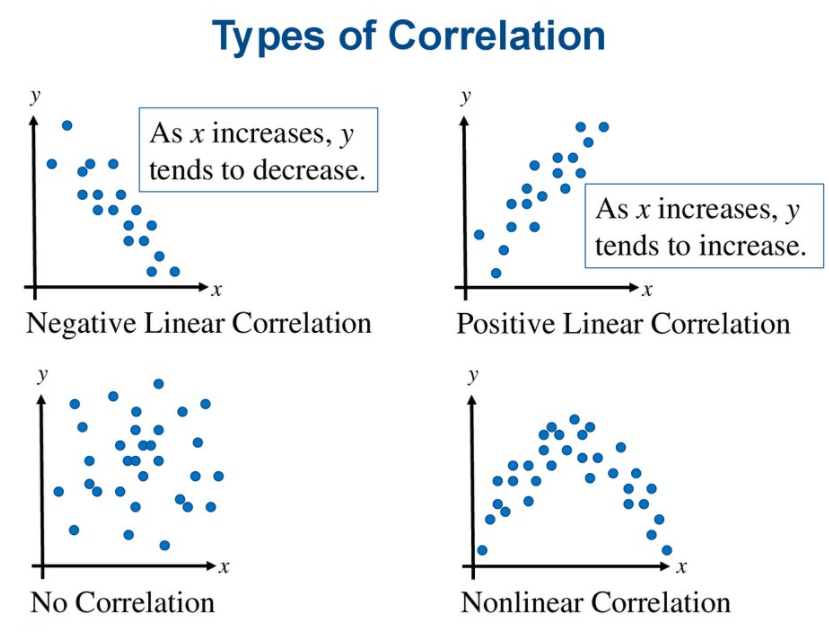 Types of Correlation
y
As x increases, y
tends to decrease.
x
Negative Linear Correlation
y
As x increases, y
tends to increase.
x
Positive Linear Correlation
y
x
No Correlation
y
x
Nonlinear Correlation